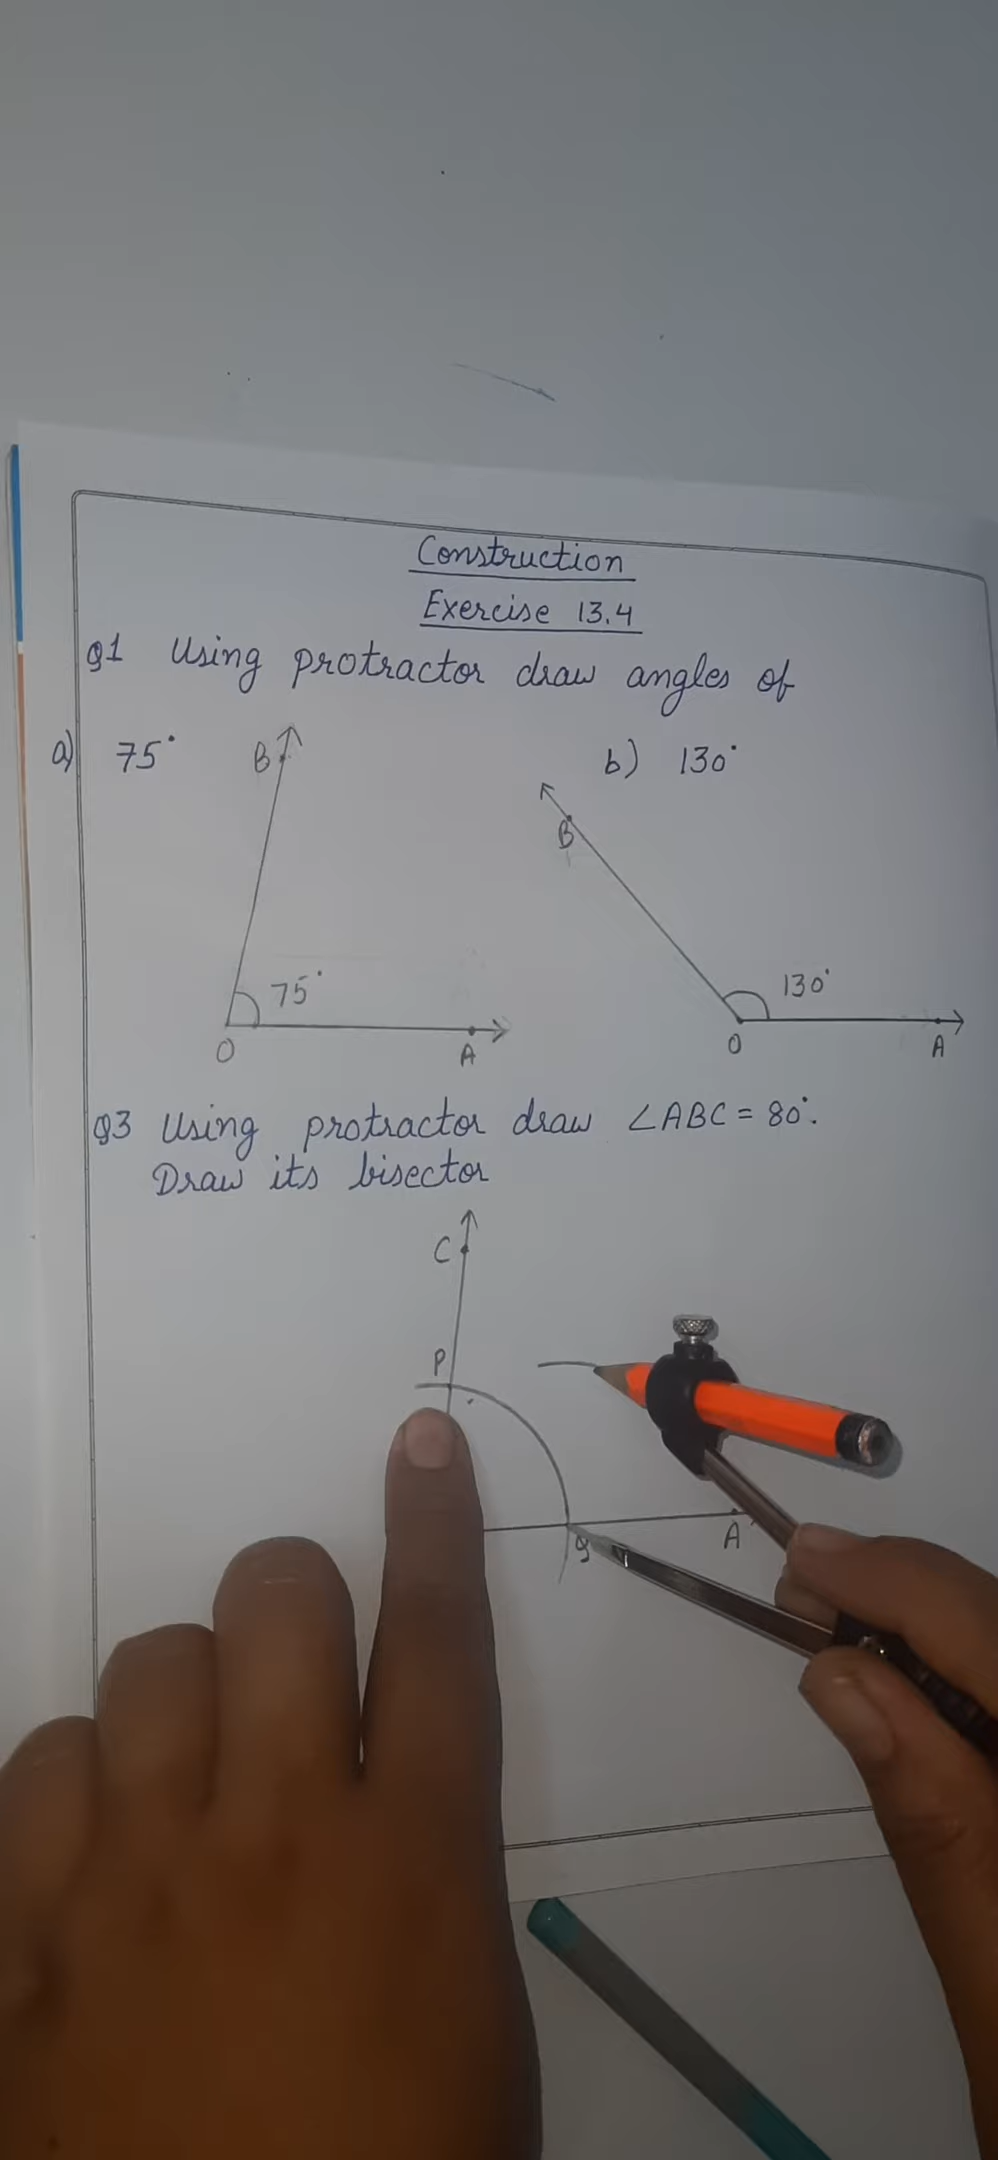 Construction
Exercise 13.4
Q1 Using protractor draw angles of
a) 75°
b) 130°
B
B
75°
130°
O
A
O
A
Q3 Using protractor draw ∠ABC = 80°.
Draw its bisector
C
P
Q
A